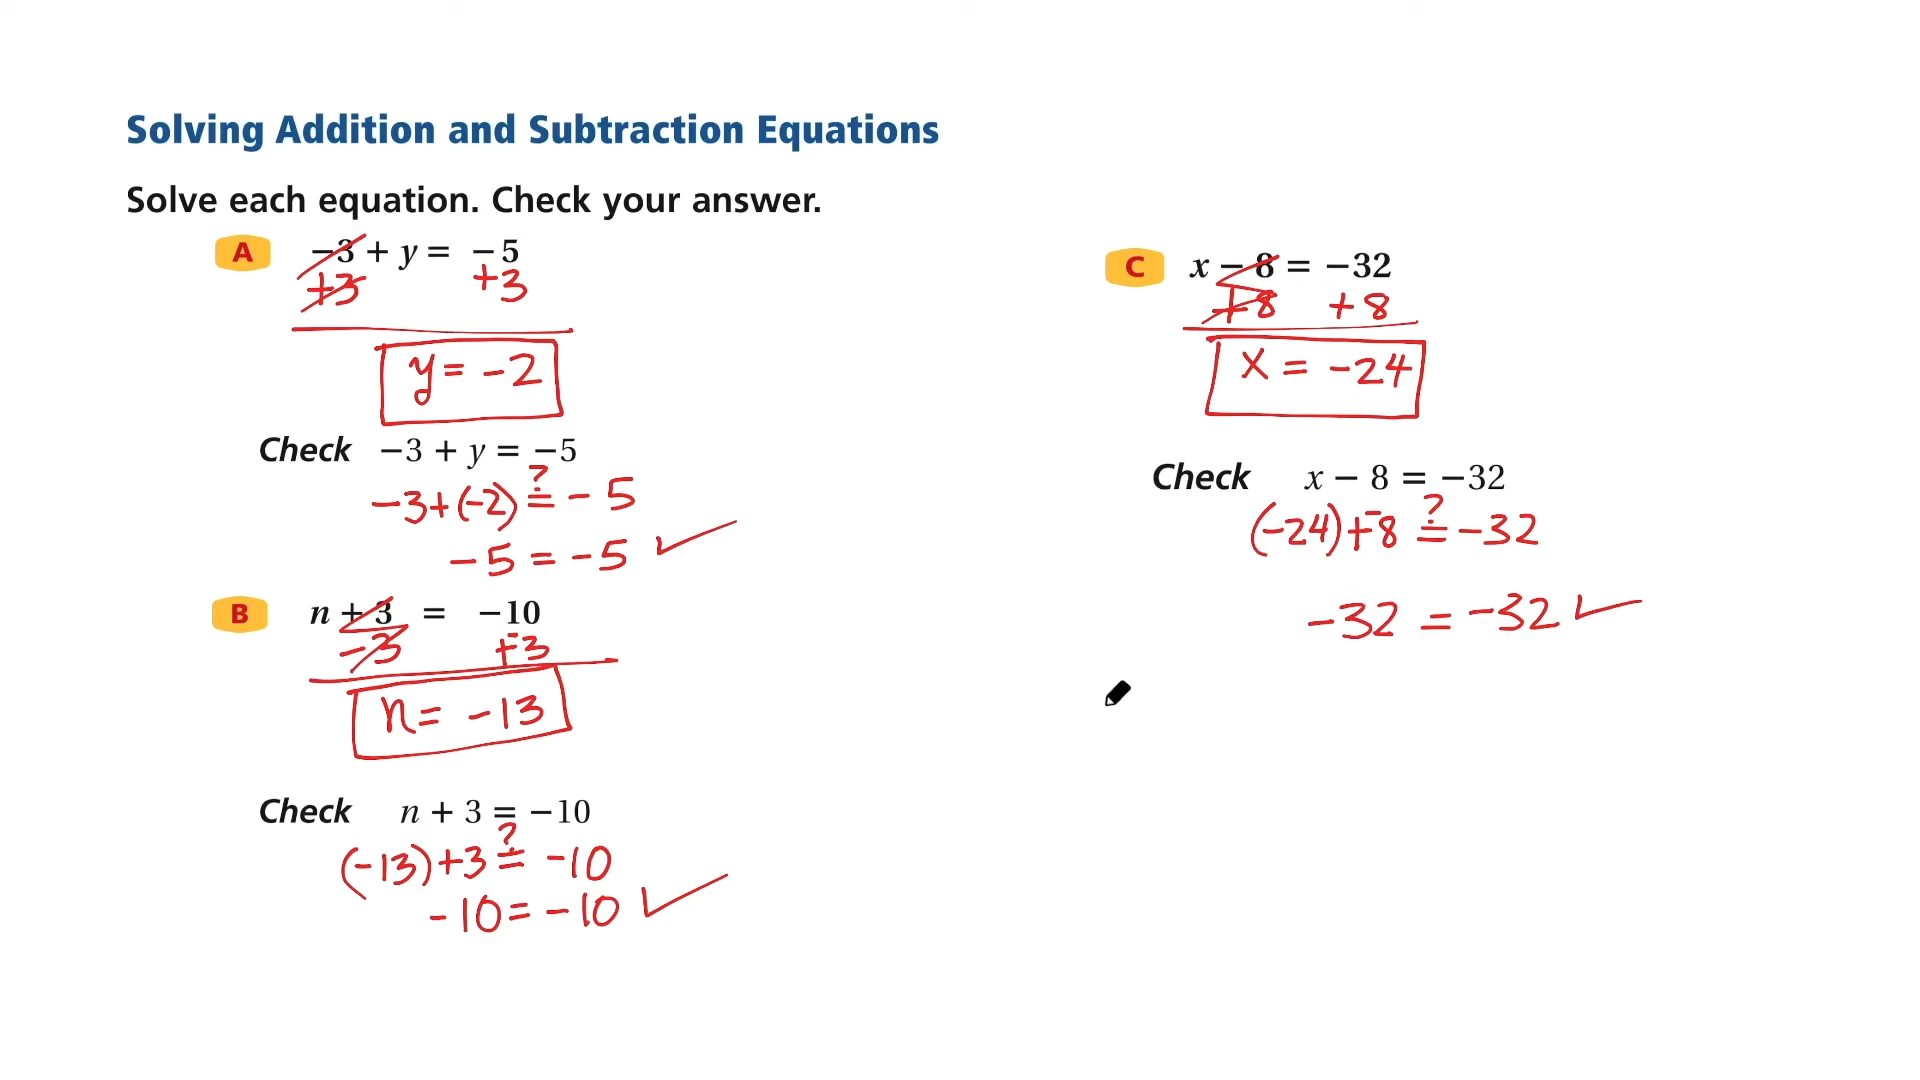 Solving Addition and Subtraction Equations
Solve each equation. Check your answer.
A −3 + y = −5
+3 +3
y = -2
Check −3 + y = −5
-3+(-2) ≟ -5
-5 = -5 ✓
B n + 3 = −10
-3 +-3
n = -13
Check n + 3 = −10
(-13)+3 ≟ -10
-10 = -10 ✓
C x − 8 = −32
+8 +8
x = -24
Check x − 8 = −32
(-24)+-8 ≟ -32
-32 = -32 ✓